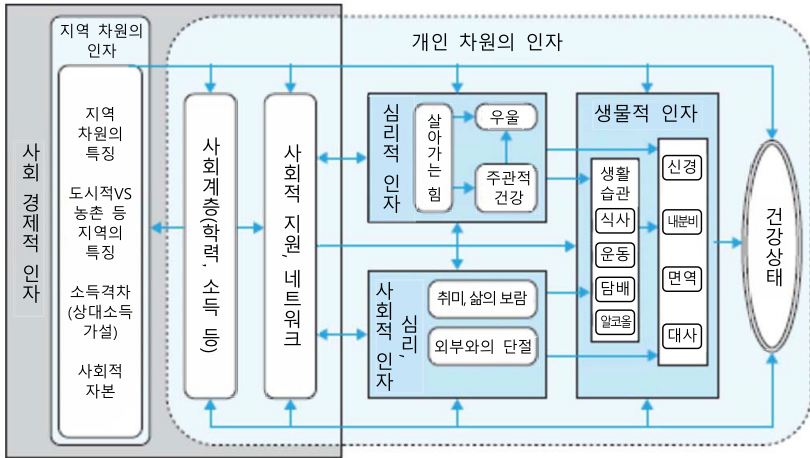 사회 경제적 인자
지역 차원의
인자
지역
차원의
특징
도시적VS
농촌 등
지역의
특징
소득격차
(상대소득
가설)
사회적
자본
개인 차원의 인자
사회계층(학력, 소득 등)
사회적 지원, 네트워크
심리적 인자
살아가는 힘
우울
주관적
건강
심리,
사회적 인자
취미, 삶의 보람
외부와의 단절
생물적 인자
생활
습관
식사
운동
담배
알코올
신경
내분비
면역
대사
건강상태